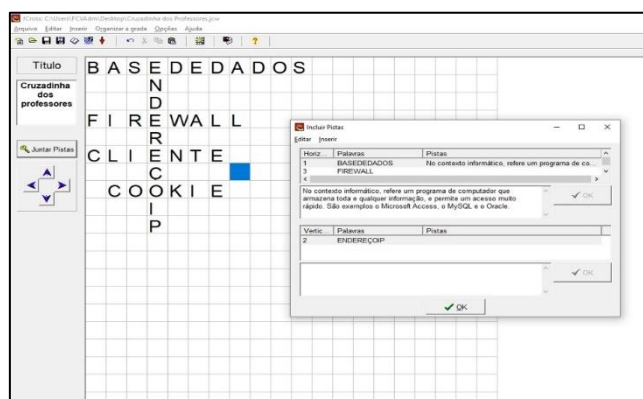 JCross: C:\Users\FCVAdm\Desktop\Cruzadinha dos Professores.jcw
Arquivo Editar Inserir Organizar a grade Opções Ajuda
Título
Cruzadinha
dos
professores
Juntar Pistas
BASEDEDADOS
FIREWALL
CLIENTE
COOKIE
ENDEREÇOIP
Incluir Pistas
Editar Inserir
Horiz... Palavras Pistas
1 BASEDEDADOS No contexto informático, refere um programa de co...
3 FIREWALL
No contexto informático, refere um programa de computador que
armazena toda e qualquer informação, e permite um acesso muito
rápido. São exemplos o Microsoft Access, o MySQL e o Oracle.
OK
Vertic... Palavras Pistas
2 ENDEREÇOIP
OK
OK